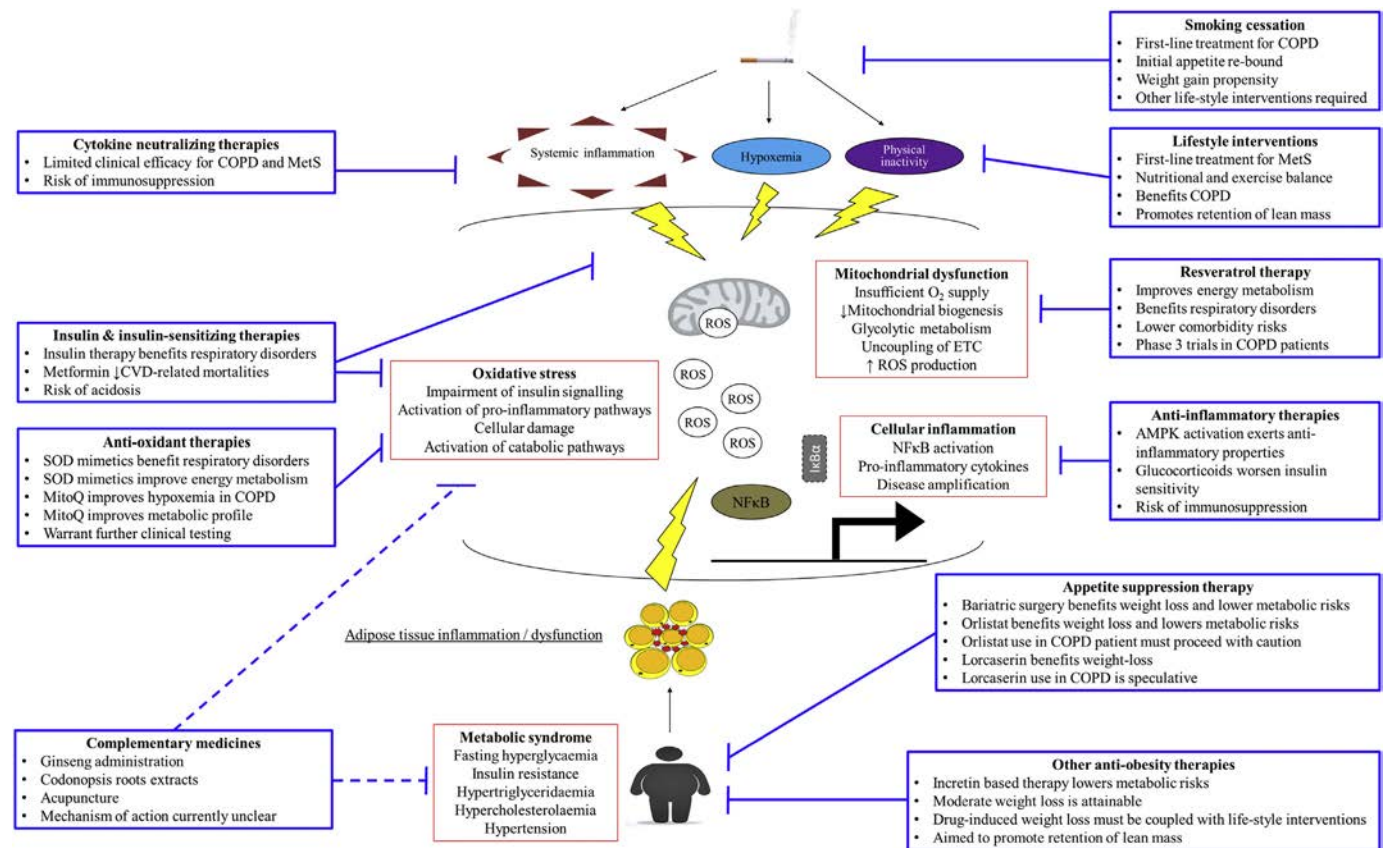 Smoking cessation
• First-line treatment for COPD
• Initial appetite re-bound
• Weight gain propensity
• Other life-style interventions required
Cytokine neutralizing therapies
• Limited clinical efficacy for COPD and MetS
• Risk of immunosuppression
Systemic inflammation
Hypoxemia
Physical
inactivity
Lifestyle interventions
• First-line treatment for MetS
• Nutritional and exercise balance
• Benefits COPD
• Promotes retention of lean mass
Mitochondrial dysfunction
Insufficient O₂ supply
↓Mitochondrial biogenesis
Glycolytic metabolism
Uncoupling of ETC
↑ ROS production
Resveratrol therapy
• Improves energy metabolism
• Benefits respiratory disorders
• Lower comorbidity risks
• Phase 3 trials in COPD patients
Insulin & insulin-sensitizing therapies
• Insulin therapy benefits respiratory disorders
• Metformin ↓CVD-related mortalities
• Risk of acidosis
Oxidative stress
Impairment of insulin signalling
Activation of pro-inflammatory pathways
Cellular damage
Activation of catabolic pathways
ROS
ROS
ROS
ROS
ROS
Anti-oxidant therapies
• SOD mimetics benefit respiratory disorders
• SOD mimetics improve energy metabolism
• MitoQ improves hypoxemia in COPD
• MitoQ improves metabolic profile
• Warrant further clinical testing
IκBα
NFκB
Cellular inflammation
NFκB activation
Pro-inflammatory cytokines
Disease amplification
Anti-inflammatory therapies
• AMPK activation exerts anti-
inflammatory properties
• Glucocorticoids worsen insulin
sensitivity
• Risk of immunosuppression
Adipose tissue inflammation / dysfunction
Appetite suppression therapy
• Bariatric surgery benefits weight loss and lower metabolic risks
• Orlistat benefits weight loss and lowers metabolic risks
• Orlistat use in COPD patient must proceed with caution
• Lorcaserin benefits weight-loss
• Lorcaserin use in COPD is speculative
Complementary medicines
• Ginseng administration
• Codonopsis roots extracts
• Acupuncture
• Mechanism of action currently unclear
Metabolic syndrome
Fasting hyperglycaemia
Insulin resistance
Hypertriglyceridaemia
Hypercholesterolaemia
Hypertension
Other anti-obesity therapies
• Incretin based therapy lowers metabolic risks
• Moderate weight loss is attainable
• Drug-induced weight loss must be coupled with life-style interventions
• Aimed to promote retention of lean mass